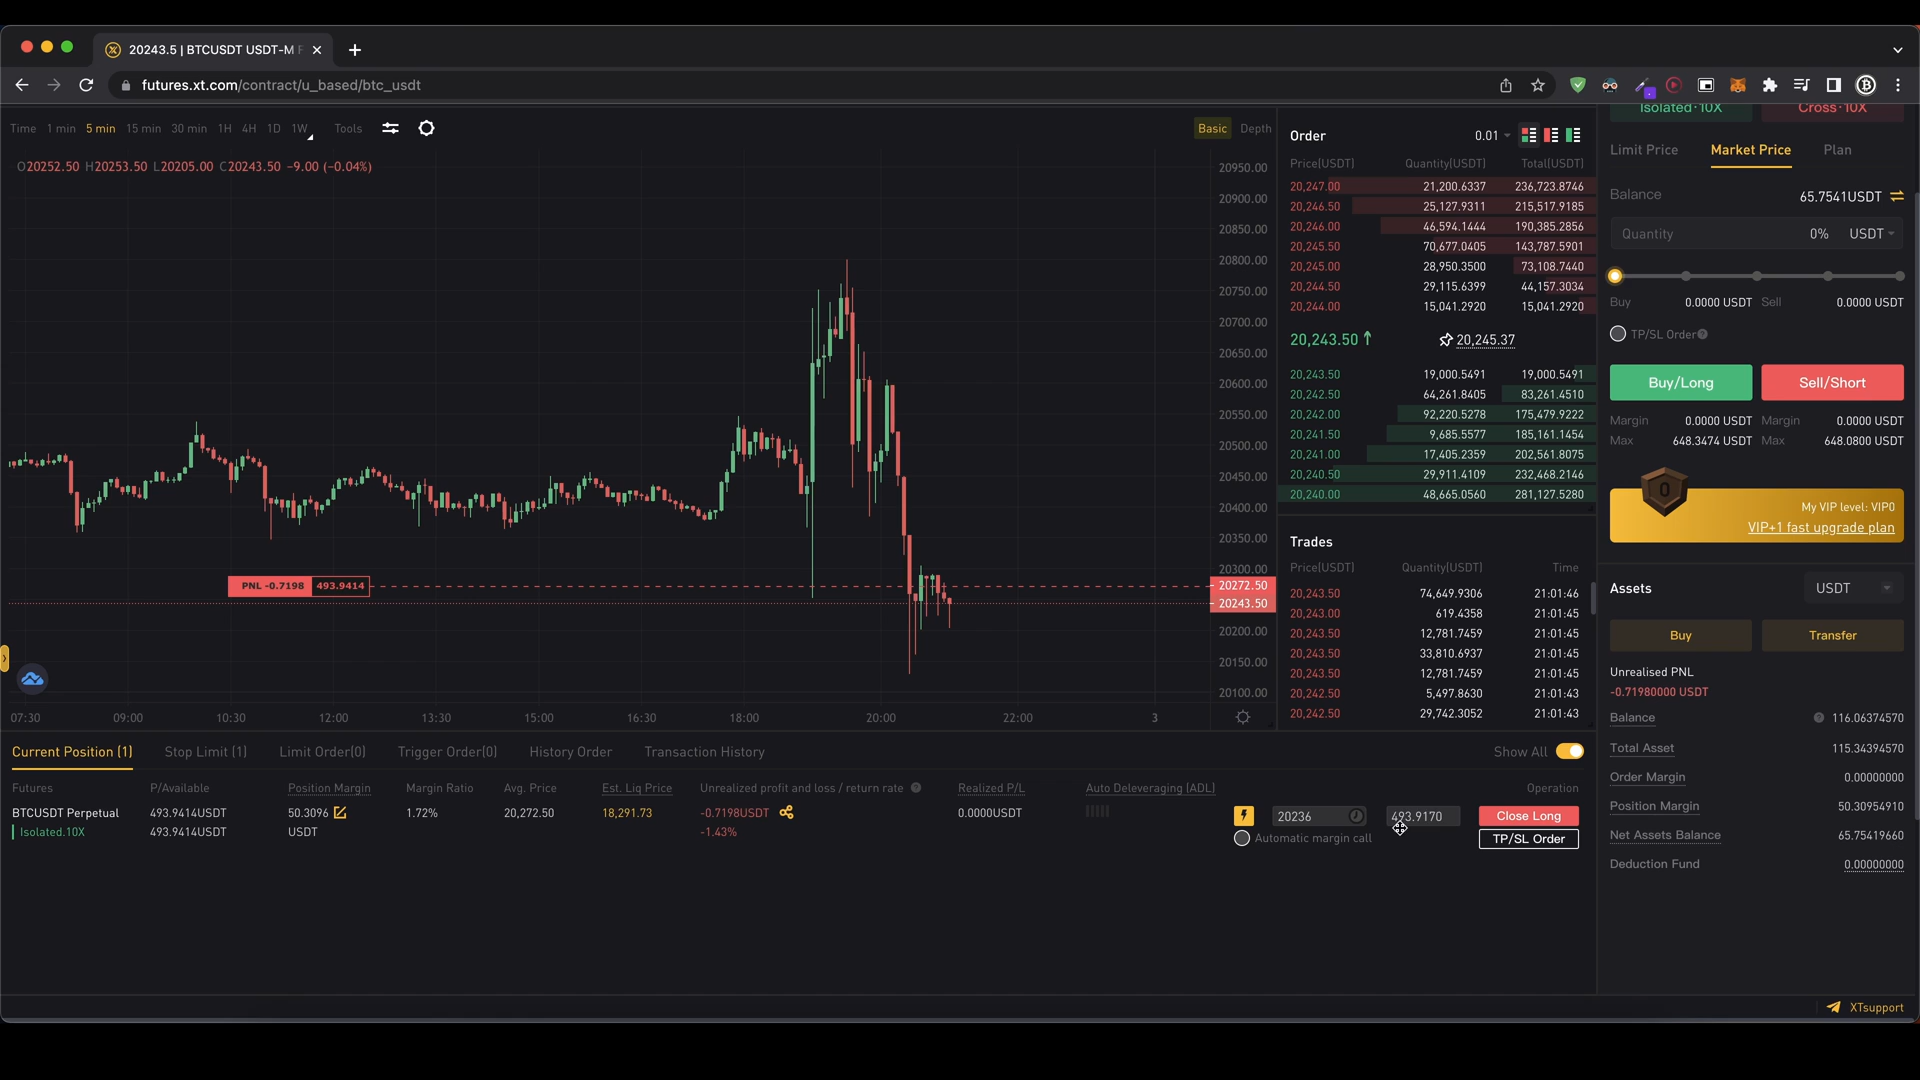 20243.5 | BTCUSDT USDT-M F
futures.xt.com/contract/u_based/btc_usdt
Time 1 min 5 min 15 min 30 min 1H 4H 1D 1W Tools Basic Depth
O20252.50 H20253.50 L20205.00 C20243.50 −9.00 (−0.04%)
20950.00
20900.00
20850.00
20800.00
20750.00
20700.00
20650.00
20600.00
20550.00
20500.00
20450.00
20400.00
20350.00
20300.00
PNL -0.7198 493.9414 20272.50
20243.50
20200.00
20150.00
20100.00
07:30 09:00 10:30 12:00 13:30 15:00 16:30 18:00 20:00 22:00 3
Order 0.01
Price(USDT) Quantity(USDT) Total(USDT)
20,247.00 21,200.6337 236,723.8746
20,246.50 25,127.9311 215,517.9185
20,246.00 46,594.1444 190,385.2856
20,245.50 70,677.0405 143,787.5901
20,245.00 28,950.3500 73,108.7440
20,244.50 29,115.6399 44,157.3034
20,244.00 15,041.2920 15,041.2920
20,243.50 20,245.37
20,243.50 19,000.5491 19,000.5491
20,242.50 64,261.8405 83,261.4510
20,242.00 92,220.5278 175,479.9222
20,241.50 9,685.5577 185,161.1454
20,241.00 17,405.2359 202,561.8075
20,240.50 29,911.4109 232,468.2146
20,240.00 48,665.0560 281,127.5280
Trades
Price(USDT) Quantity(USDT) Time
20,243.50 74,649.9306 21:01:46
20,243.00 619.4358 21:01:45
20,243.50 12,781.7459 21:01:45
20,243.50 33,810.6937 21:01:45
20,243.50 12,781.7459 21:01:45
20,242.50 5,497.8630 21:01:43
20,242.50 29,742.3052 21:01:43
Isolated·10X Cross·10X
Limit Price Market Price Plan
Balance 65.7541USDT
Quantity 0% USDT
Buy 0.0000 USDT Sell 0.0000 USDT
TP/SL Order
Buy/Long Sell/Short
Margin 0.0000 USDT Margin 0.0000 USDT
Max 648.3474 USDT Max 648.0800 USDT
0
My VIP level: VIP0
VIP+1 fast upgrade plan
Assets USDT
Buy Transfer
Unrealised PNL
-0.71980000 USDT
Balance 116.06374570
Total Asset 115.34394570
Order Margin 0.00000000
Position Margin 50.30954910
Net Assets Balance 65.75419660
Deduction Fund 0.00000000
Current Position (1) Stop Limit (1) Limit Order(0) Trigger Order(0) History Order Transaction History Show All
Futures P/Available Position Margin Margin Ratio Avg. Price Est. Liq Price Unrealized profit and loss / return rate Realized P/L Auto Deleveraging (ADL) Operation
BTCUSDT Perpetual 493.9414USDT 50.3096 1.72% 20,272.50 18,291.73 -0.7198USDT 0.0000USDT 20236 493.9170 Close Long
Isolated.10X 493.9414USDT USDT -1.43% Automatic margin call TP/SL Order
XTsupport